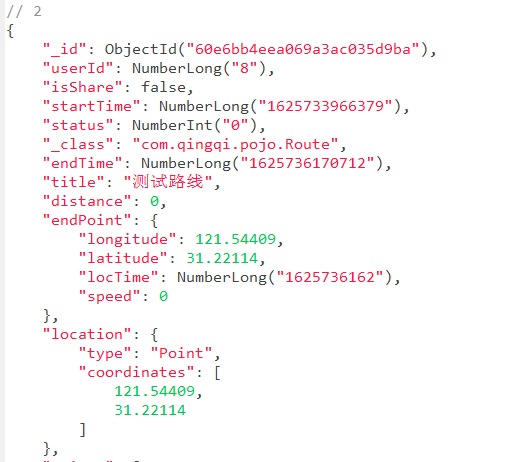 // 2
{
    "_id": ObjectId("60e6bb4eea069a3ac035d9ba"),
    "userId": NumberLong("8"),
    "isShare": false,
    "startTime": NumberLong("1625733966379"),
    "status": NumberInt("0"),
    "_class": "com.qingqi.pojo.Route",
    "endTime": NumberLong("1625736170712"),
    "title": "测试路线",
    "distance": 0,
    "endPoint": {
        "longitude": 121.54409,
        "latitude": 31.22114,
        "locTime": NumberLong("1625736162"),
        "speed": 0
    },
    "location": {
        "type": "Point",
        "coordinates": [
            121.54409,
            31.22114
        ]
    },